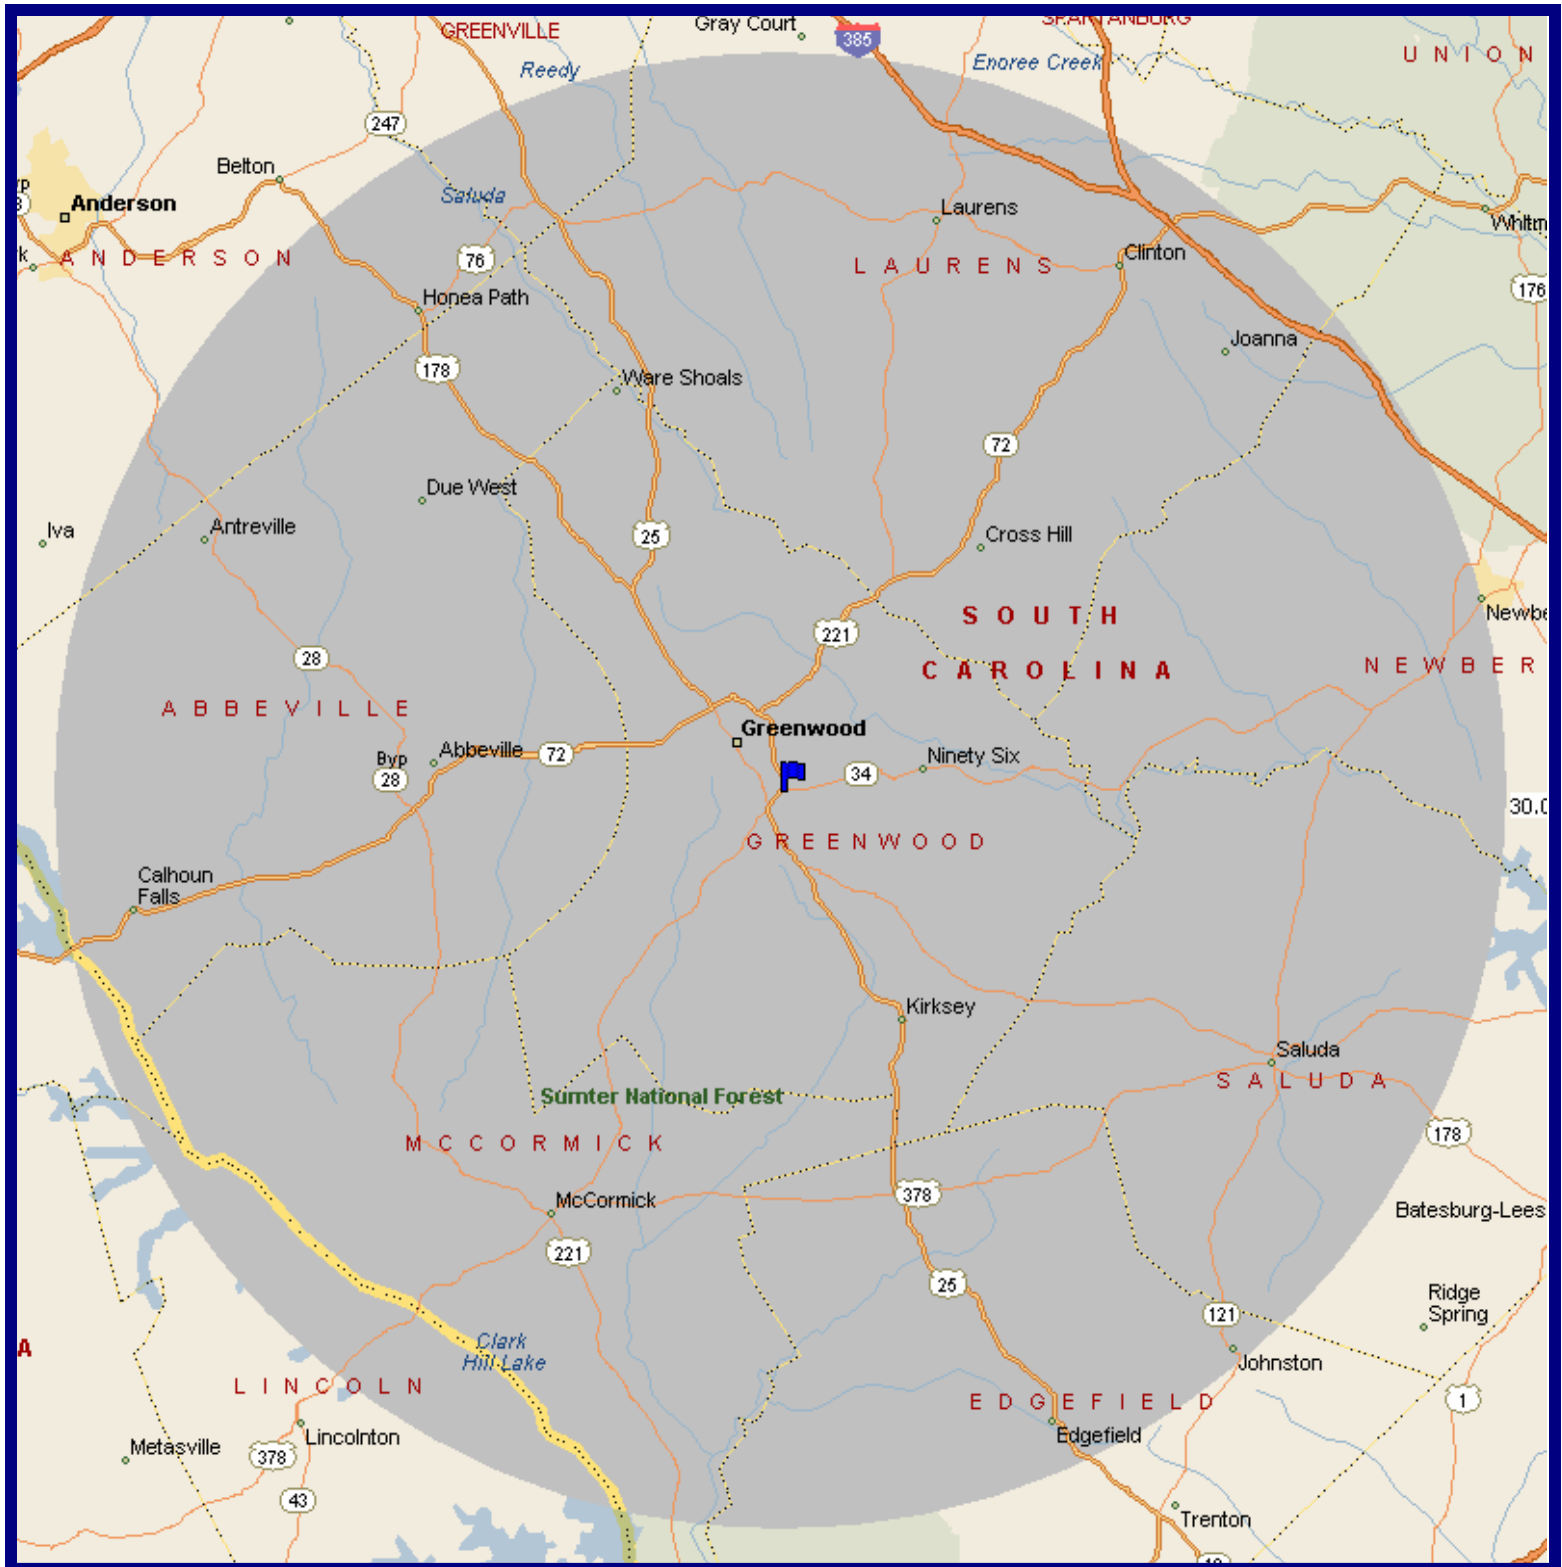 GREENVILLE
Gray Court
385
SPARTANBURG
Enoree Creek
UNION
Reedy
247
Belton
Anderson
Saluda
Laurens
Whitm
ANDERSON
76
LAURENS
Clinton
176
Honea Path
178
Ware Shoals
Joanna
72
Due West
Iva
Antreville
25
Cross Hill
SOUTH
CAROLINA
221
Newbe
28
NEWBER
ABBEVILLE
Greenwood
Abbeville
72
Byp
28
34
Ninety Six
30.0
GREENWOOD
Calhoun
Falls
Kirksey
Saluda
SALUDA
Sumter National Forest
MCCORMICK
178
McCormick
378
Batesburg-Lees
221
25
Ridge
Spring
121
A
Clark
Hill Lake
Johnston
LINCOLN
EDGEFIELD
1
Lincolnton
Edgefield
Metasville
378
43
Trenton